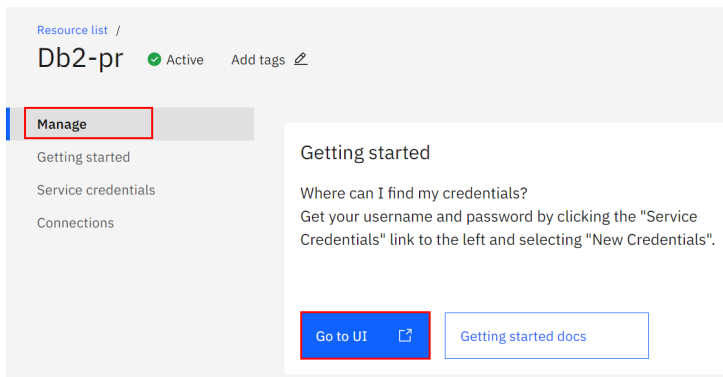 Resource list /
Db2-pr Active Add tags
Manage
Getting started
Service credentials
Connections
Getting started
Where can I find my credentials?
Get your username and password by clicking the "Service
Credentials" link to the left and selecting "New Credentials".
Go to UI
Getting started docs